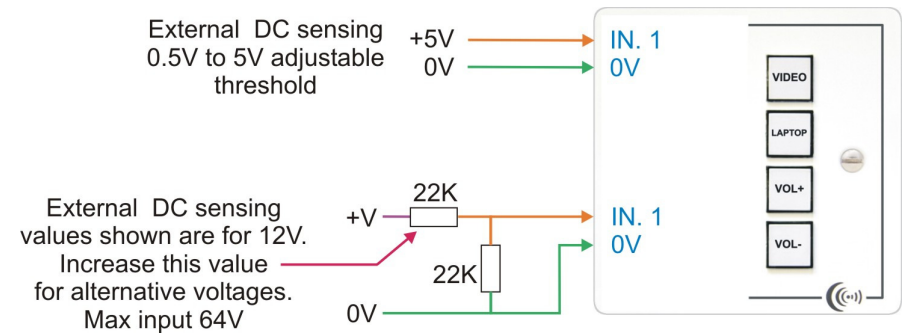 External DC sensing
0.5V to 5V adjustable
threshold
+5V
0V
IN. 1
0V
VIDEO
LAPTOP
VOL+
VOL-
External DC sensing
values shown are for 12V.
Increase this value
for alternative voltages.
Max input 64V
+V
22K
22K
0V
IN. 1
0V